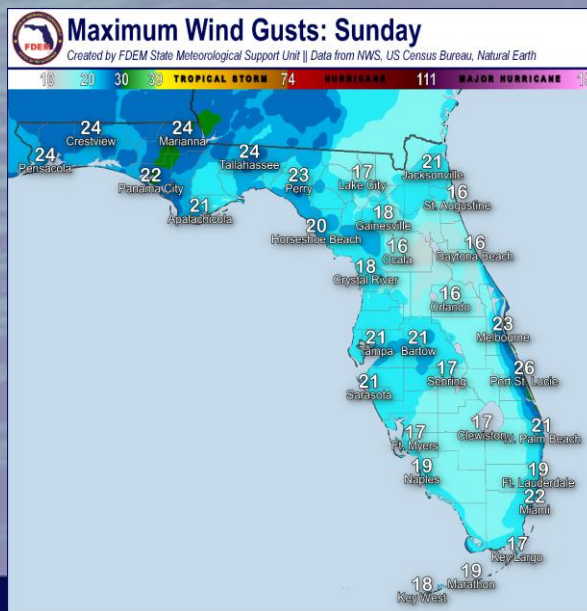 Maximum Wind Gusts: Sunday
FDEM
Created by FDEM State Meteorological Support Unit || Data from NWS, US Census Bureau, Natural Earth
10 20 30 39 TROPICAL STORM 74 HURRICANE 111 MAJOR HURRICANE
24
Crestview
24
Marianna
24
Pensacola
24
Tallahassee
22
Panama City
23
Perry
17
Lake City
21
Jacksonville
21
Apalachicola
16
St. Augustine
18
Gainesville
20
Horseshoe Beach
16
Ocala
16
Daytona Beach
18
Crystal River
16
Orlando
23
Melbourne
21
Tampa
21
Bartow
17
Sebring
26
Port St. Lucie
21
Sarasota
17
Ft. Myers
17
Clewiston
21
W. Palm Beach
19
Naples
19
Ft. Lauderdale
22
Miami
17
Key Largo
19
Marathon
18
Key West